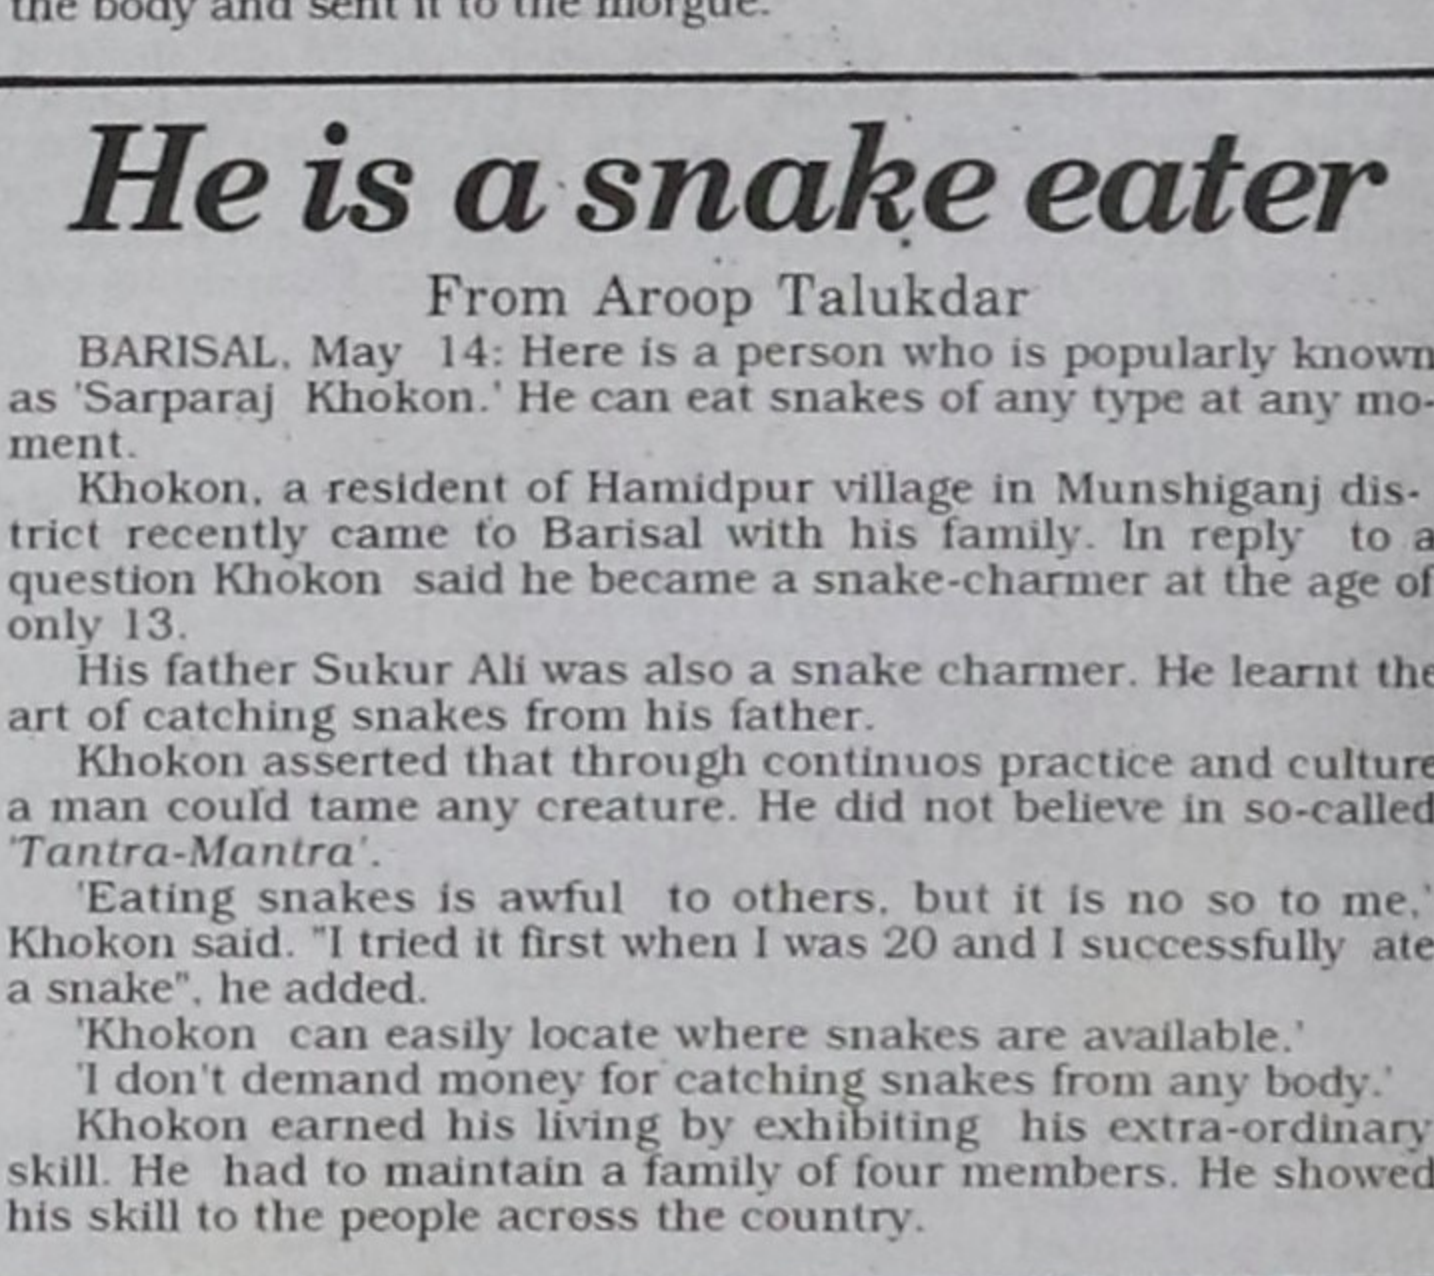 the body and sent it to the morgue.
He is a snake eater
From Aroop Talukdar
BARISAL, May 14: Here is a person who is popularly known
as 'Sarparaj Khokon.' He can eat snakes of any type at any mo-
ment.
Khokon, a resident of Hamidpur village in Munshiganj dis-
trict recently came to Barisal with his family. In reply to a
question Khokon said he became a snake-charmer at the age of
only 13.
His father Sukur Ali was also a snake charmer. He learnt the
art of catching snakes from his father.
Khokon asserted that through continuos practice and culture
a man could tame any creature. He did not believe in so-called
'Tantra-Mantra'.
'Eating snakes is awful to others, but it is no so to me,'
Khokon said. "I tried it first when I was 20 and I successfully ate
a snake", he added.
'Khokon can easily locate where snakes are available.'
'I don't demand money for catching snakes from any body.'
Khokon earned his living by exhibiting his extra-ordinary
skill. He had to maintain a family of four members. He showed
his skill to the people across the country.